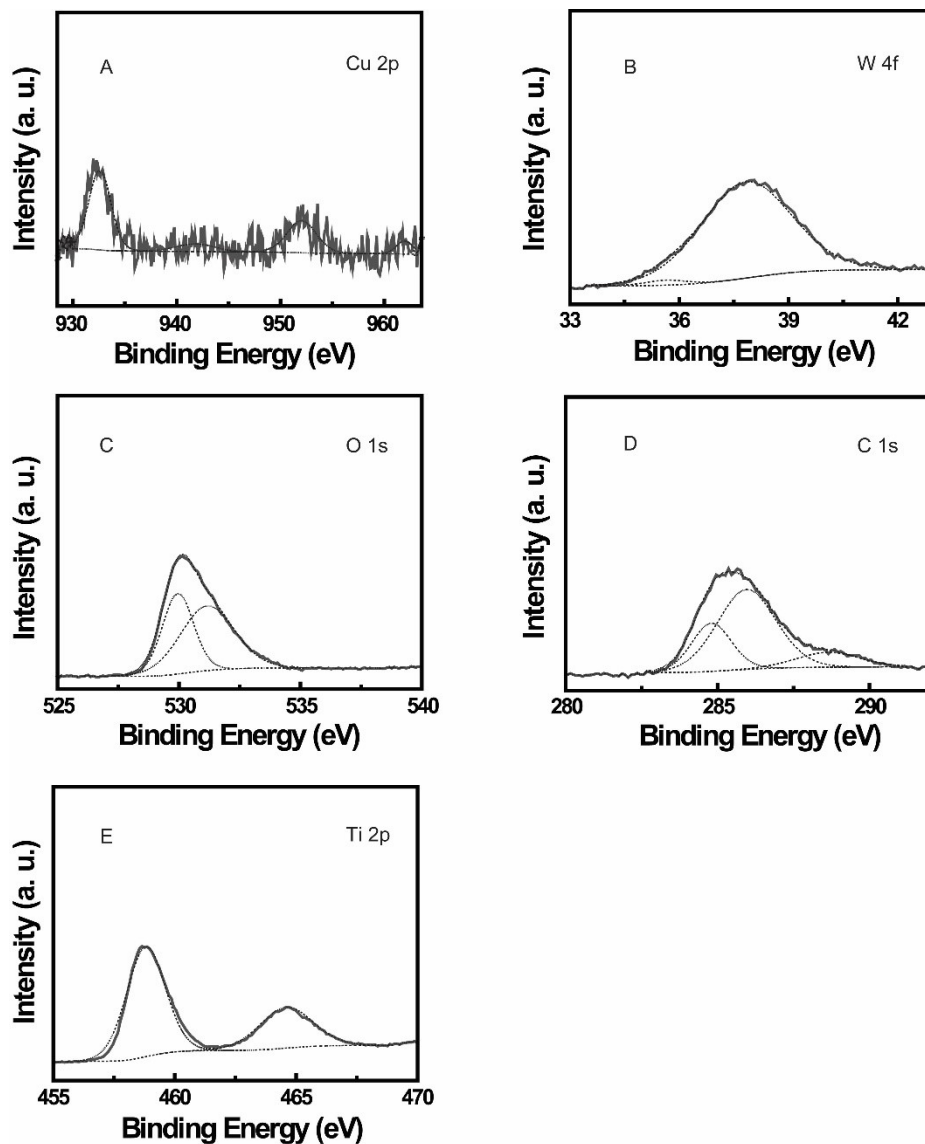 A Cu 2p
Intensity (a. u.)
930 940 950 960
Binding Energy (eV)
B W 4f
Intensity (a. u.)
33 36 39 42
Binding Energy (eV)
C O 1s
Intensity (a. u.)
525 530 535 540
Binding Energy (eV)
D C 1s
Intensity (a. u.)
280 285 290
Binding Energy (eV)
E Ti 2p
Intensity (a. u.)
455 460 465 470
Binding Energy (eV)